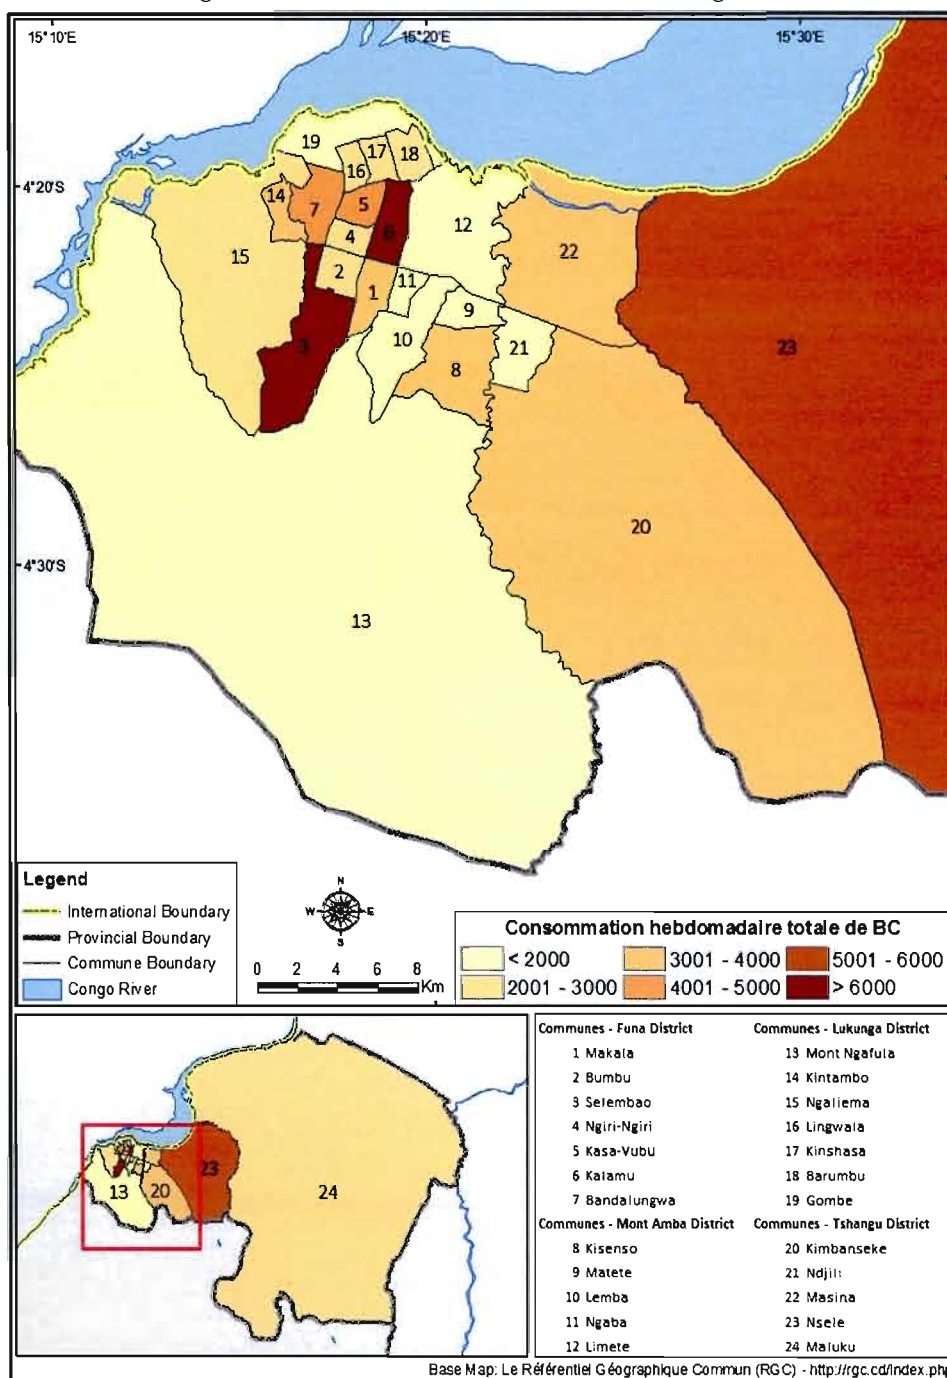 15°10'E 15°20'E 15°30'E
4°20'S
4°30'S
19
17
16
18
14
7
5
6
12
4
15
2
11
1
22
9
10
21
3
8
23
20
13
Legend
International Boundary
Provincial Boundary
Commune Boundary
Congo River
N
W E
S
0 2 4 6 8
Km
Consommation hebdomadaire totale de BC
< 2000 3001 - 4000 5001 - 6000
2001 - 3000 4001 - 5000 > 6000
13
20
23
24
Communes - Funa District
1 Makala
2 Bumbu
3 Selembao
4 Ngiri-Ngiri
5 Kasa-Vubu
6 Kalamu
7 Bandalungwa
Communes - Mont Amba District
8 Kisenso
9 Matete
10 Lemba
11 Ngaba
12 Limete
Communes - Lukunga District
13 Mont Ngafula
14 Kintambo
15 Ngaliema
16 Lingwala
17 Kinshasa
18 Barumbu
19 Gombe
Communes - Tshangu District
20 Kimbanseke
21 Ndjili
22 Masina
23 Nsele
24 Maluku
Base Map: Le Référentiel Géographique Commun (RGC) - http://rgc.cd/index.php